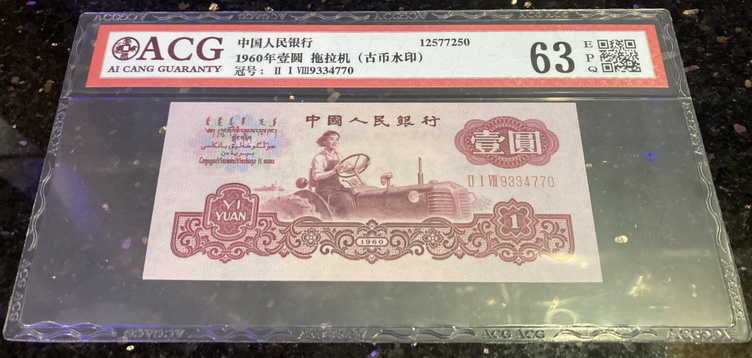 ACG
AI CANG GUARANTY
中国人民银行
12577250
1960年壹圆 拖拉机（古币水印）
冠号： II I VIII9334770
63
E
P
Q
中國人民銀行
壹圓
II I VIII 9334770
YI
YUAN
1960
1
ACG ACG